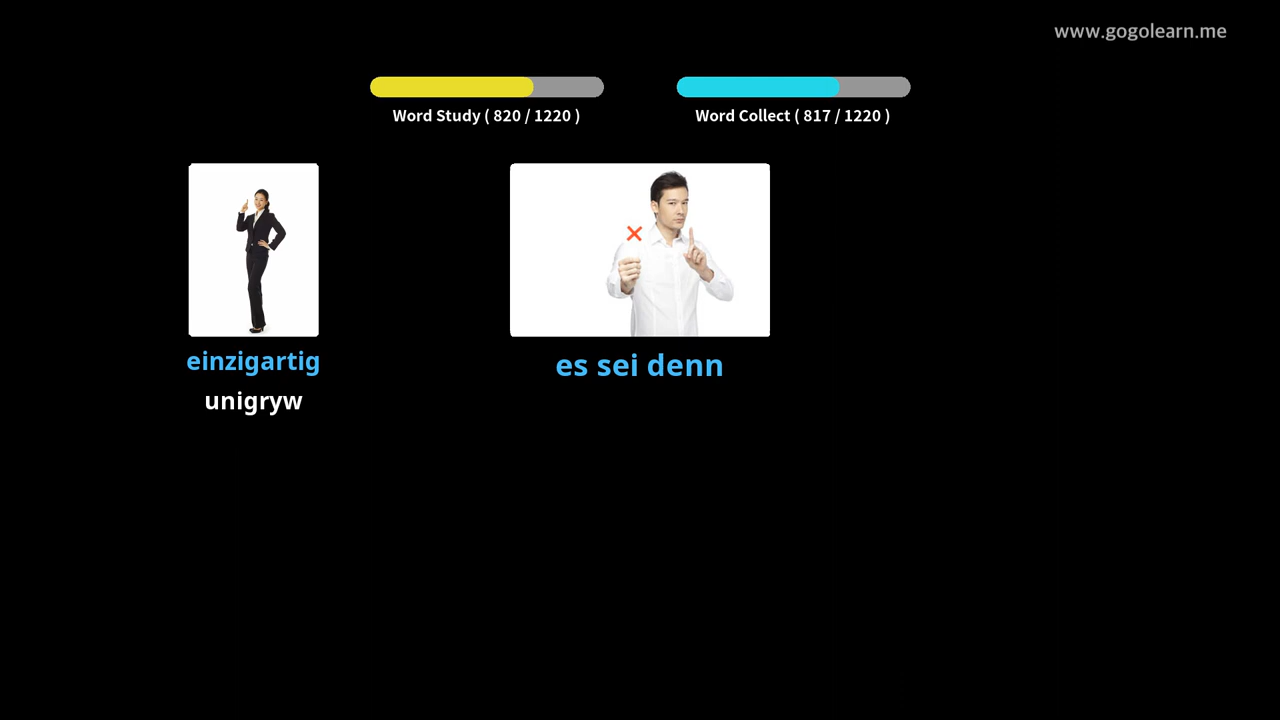 www.gogolearn.me
Word Study ( 820 / 1220 )
Word Collect ( 817 / 1220 )
einzigartig
unigryw
es sei denn